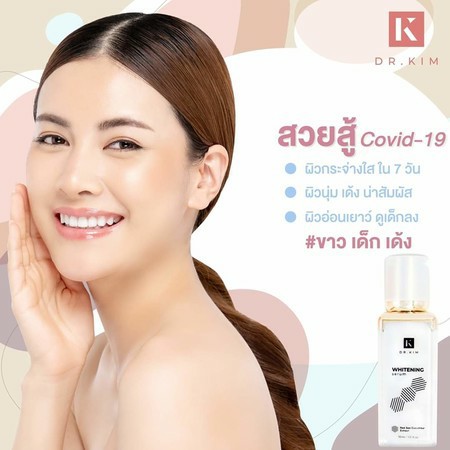 K
DR.KIM
สวยสู้ Covid-19
ผิวกระจ่างใส ใน 7 วัน
ผิวนุ่ม เด้ง น่าสัมผัส
ผิวอ่อนเยาว์ ดูเด็กลง
#ขาว เด็ก เด้ง
K
DR.KIM
WHITENING
serum